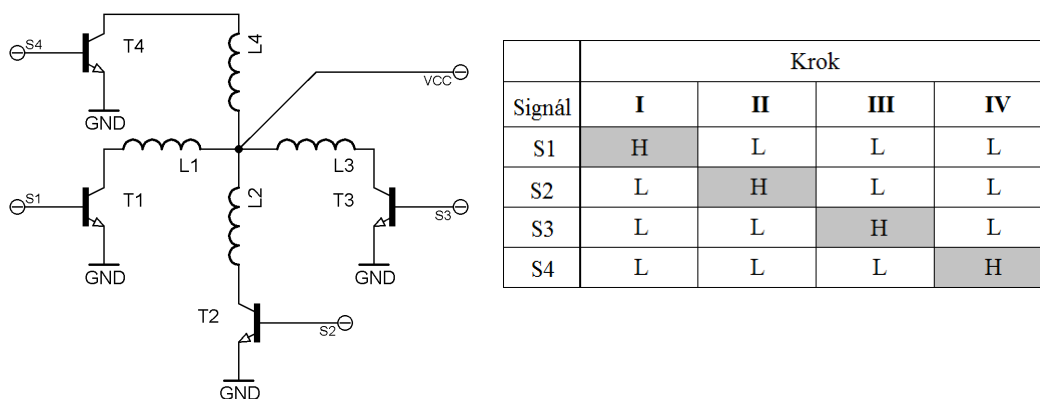 S4
T4
L4
VCC
GND
L1
L3
S1
T1
L2
T3
S3
GND
GND
T2
S2
GND
Krok
Signál I II III IV
S1 H L L L
S2 L H L L
S3 L L H L
S4 L L L H